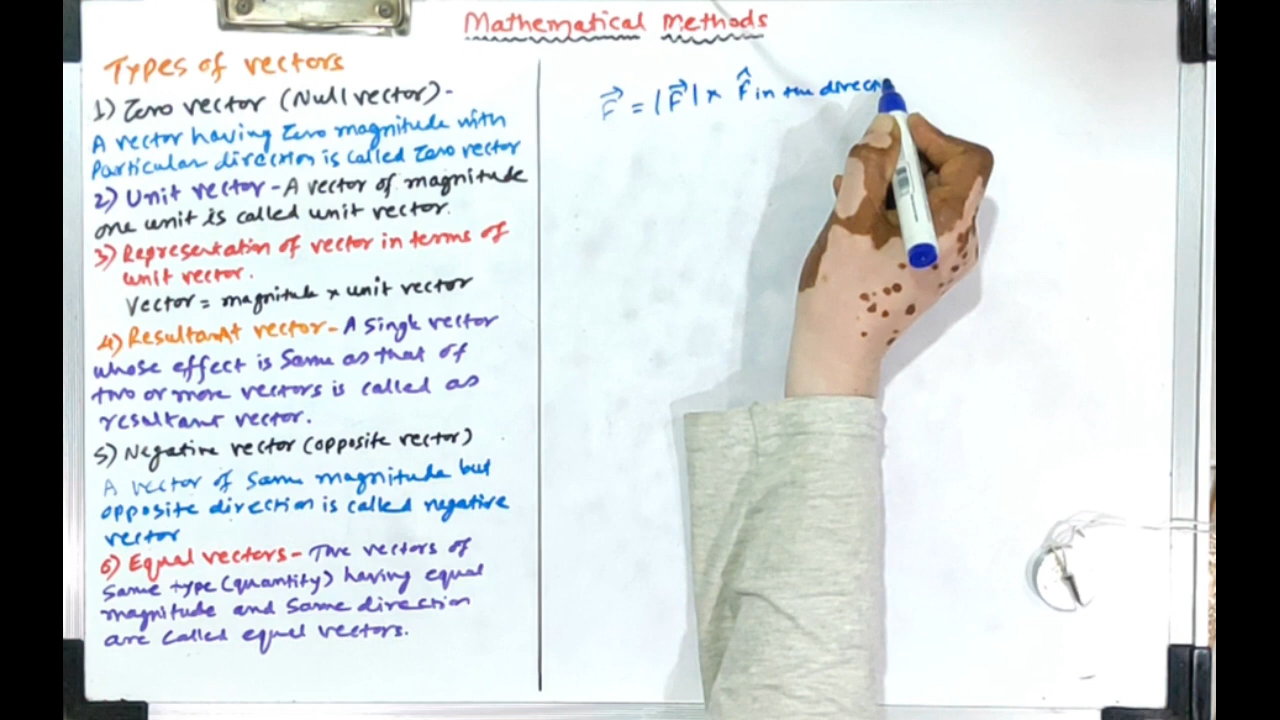 Mathematical Methods
Types of vectors
1) Zero vector (Null vector) -
A vector having Zero magnitude with
Particular direction is called Zero vector
2) Unit vector - A vector of magnitude
one unit is called unit vector.
3) Representation of vector in terms of
unit vector.
Vector = magnitude × unit vector
4) Resultant vector - A Single vector
whose effect is Same as that of
two or more vectors is called as
resultant vector.
5) Negative vector (opposite vector)
A vector of Same magnitude but
opposite direction is called negative
vector
6) Equal vectors - The vectors of
Same type (quantity) having equal
magnitude and Same direction
are called equal vectors.
F⃗ = |F⃗| × F̂ in the direc